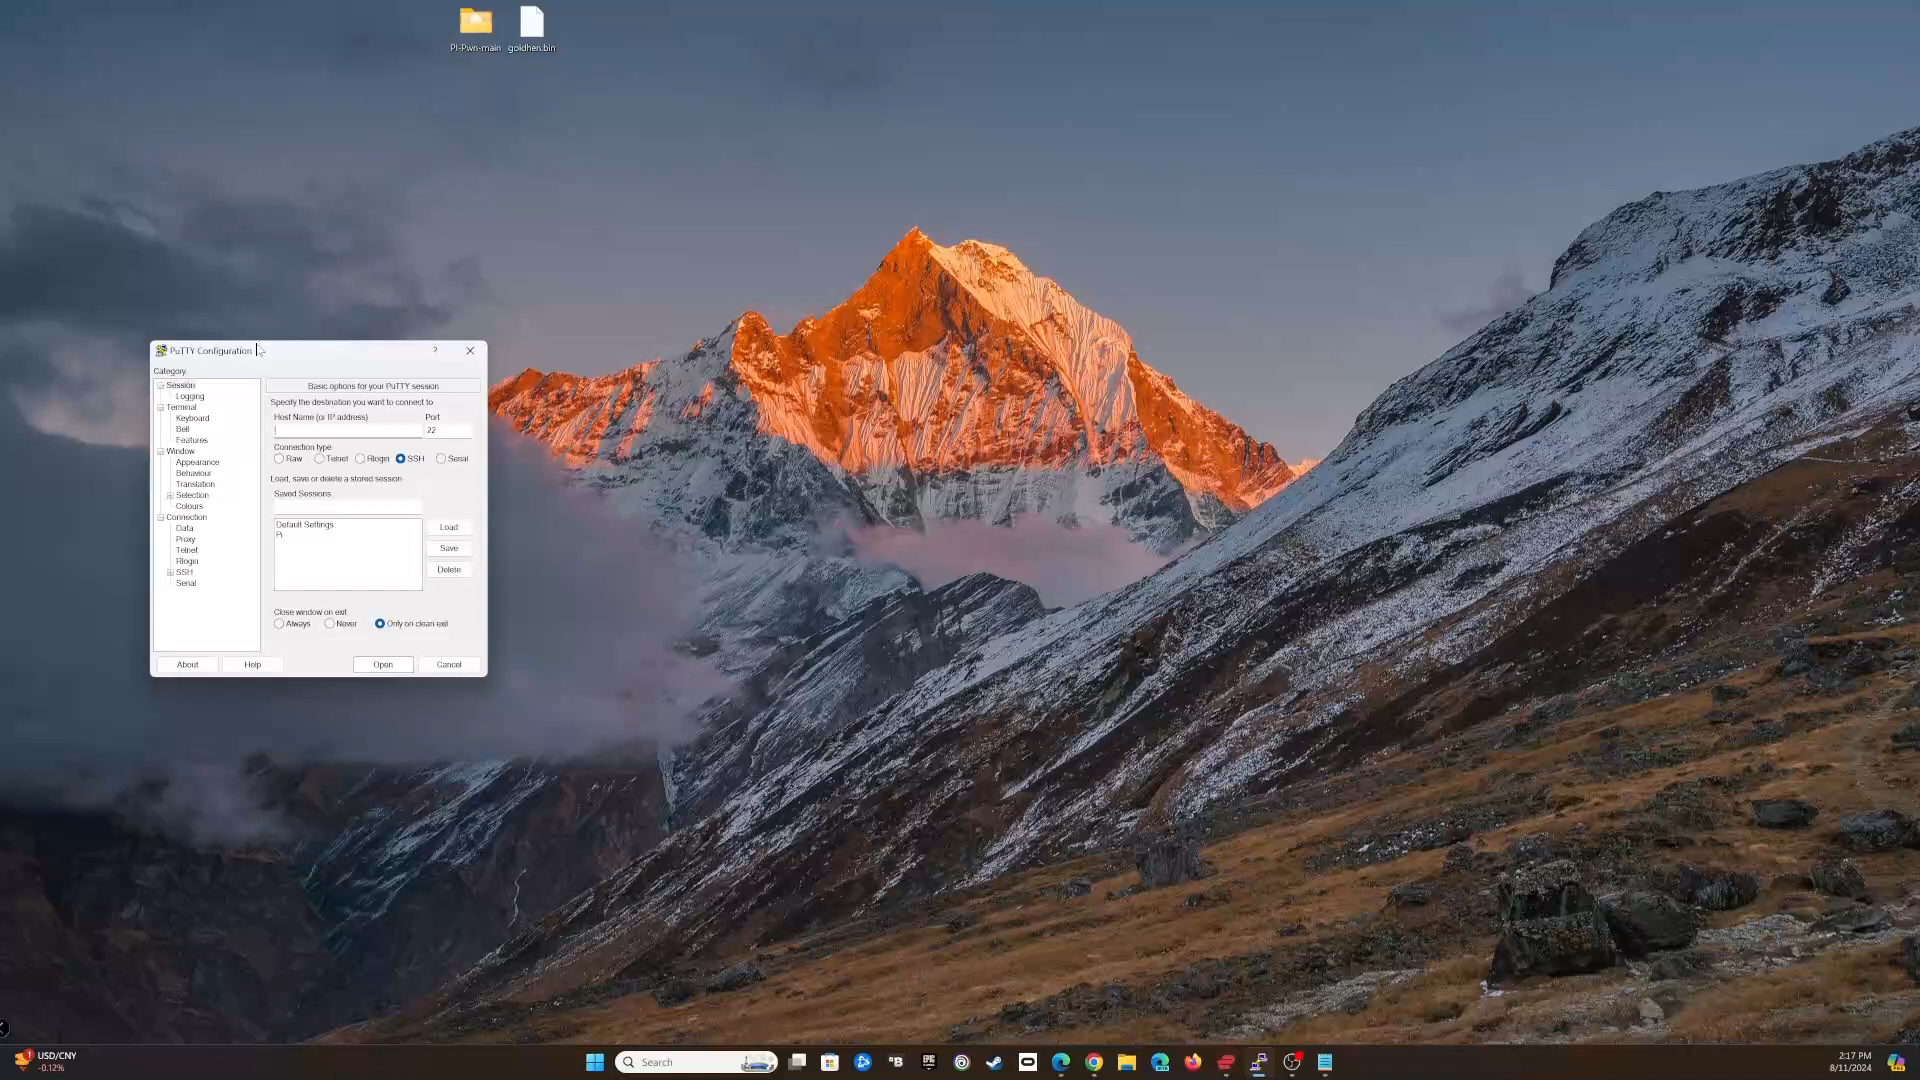 PI-Pwn-main
goldhen.bin
PuTTY Configuration
?
Category:
Session
Logging
Terminal
Keyboard
Bell
Features
Window
Appearance
Behaviour
Translation
Selection
Colours
Connection
Data
Proxy
Telnet
Rlogin
SSH
Serial
Basic options for your PuTTY session
Specify the destination you want to connect to
Host Name (or IP address)
Port
22
Connection type:
Raw
Telnet
Rlogin
SSH
Serial
Load, save or delete a stored session
Saved Sessions
Default Settings
Pi
Load
Save
Delete
Close window on exit
Always
Never
Only on clean exit
About
Help
Open
Cancel
1
USD/CNY
-0.12%
Search
B
EPIC
2:17 PM
8/11/2024